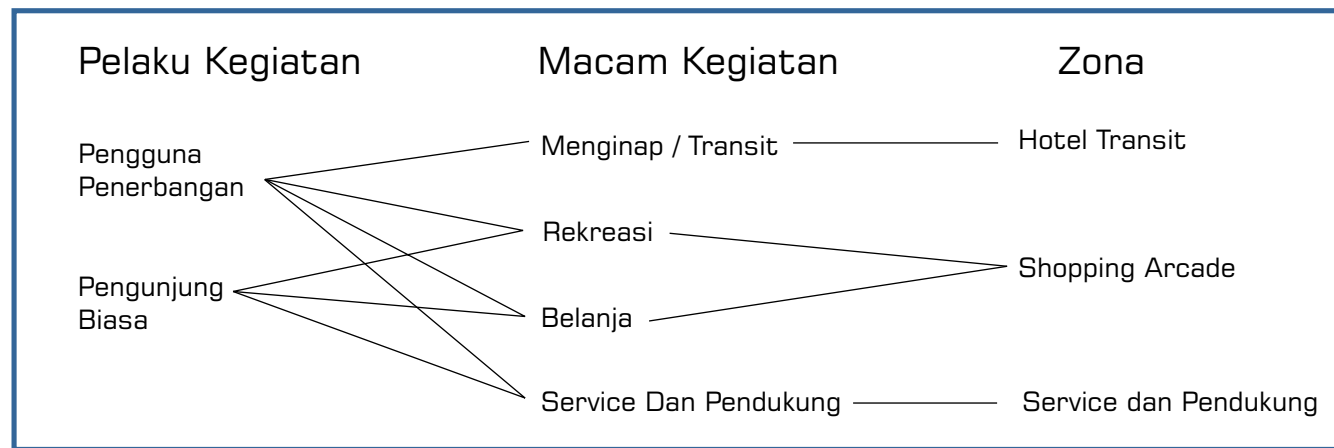 Pelaku Kegiatan
Macam Kegiatan
Zona
Pengguna
Penerbangan
Menginap / Transit
Hotel Transit
Rekreasi
Pengunjung
Biasa
Shopping Arcade
Belanja
Service Dan Pendukung
Service dan Pendukung